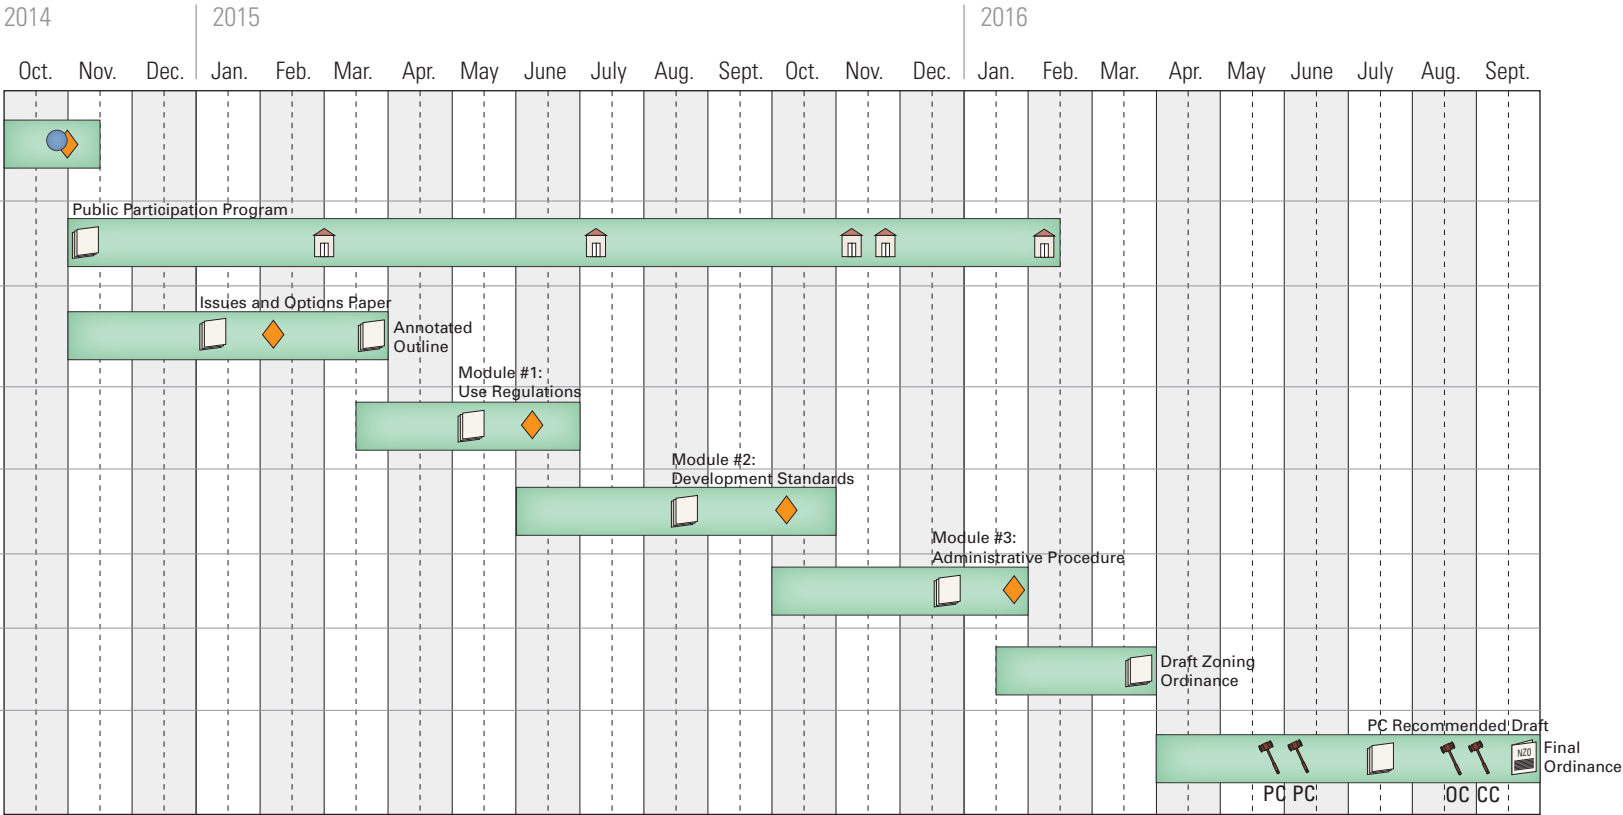 2014 2015 2016
Oct. Nov. Dec. Jan. Feb. Mar. Apr. May June July Aug. Sept. Oct. Nov. Dec. Jan. Feb. Mar. Apr. May June July Aug. Sept.
Public Participation Program
Issues and Options Paper
Annotated
Outline
Module #1:
Use Regulations
Module #2:
Development Standards
Module #3:
Administrative Procedure
Draft Zoning
Ordinance
PC Recommended Draft
NZO
Final
Ordinance
PC PC OC CC